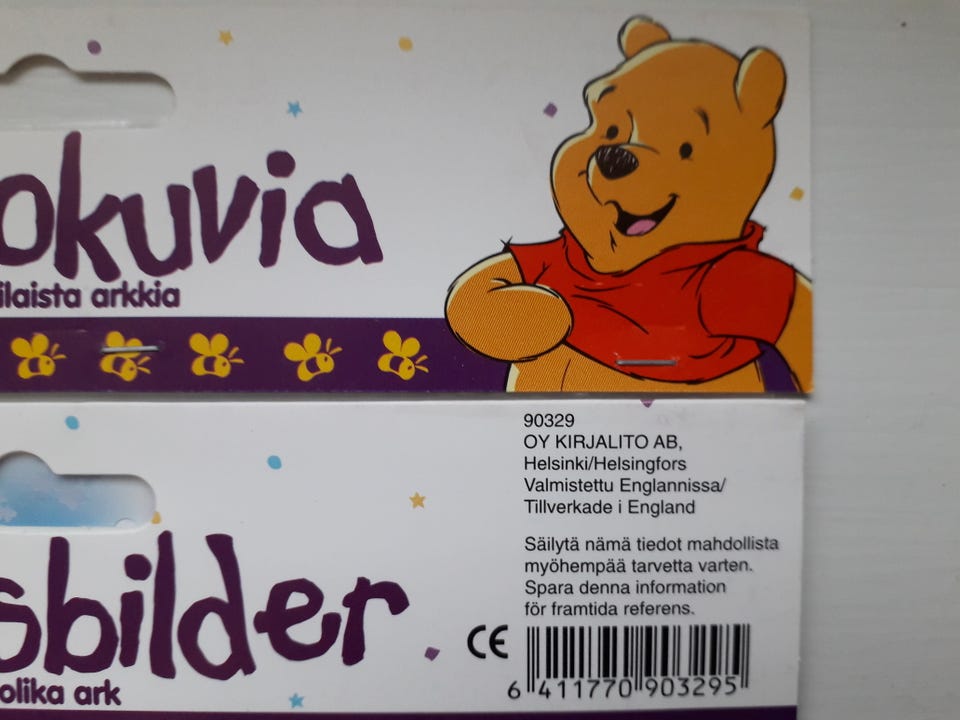 okuvia
ilaista arkkia
90329
OY KIRJALITO AB,
Helsinki/Helsingfors
Valmistettu Englannissa/
Tillverkade i England
Säilytä nämä tiedot mahdollista
myöhempää tarvetta varten.
Spara denna information
för framtida referens.
sbilder
olika ark
CE
6 411770 903295